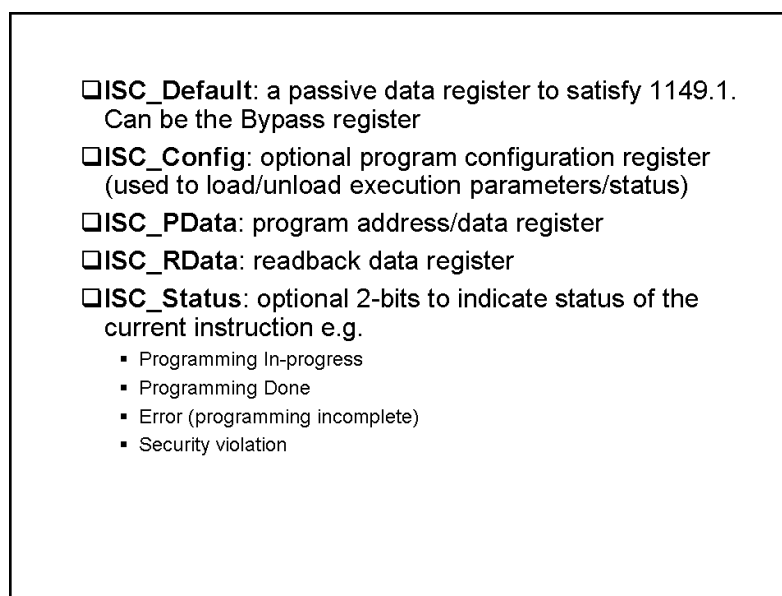 ❑ISC_Default: a passive data register to satisfy 1149.1.
Can be the Bypass register
❑ISC_Config: optional program configuration register
(used to load/unload execution parameters/status)
❑ISC_PData: program address/data register
❑ISC_RData: readback data register
❑ISC_Status: optional 2-bits to indicate status of the
current instruction e.g.
▪ Programming In-progress
▪ Programming Done
▪ Error (programming incomplete)
▪ Security violation